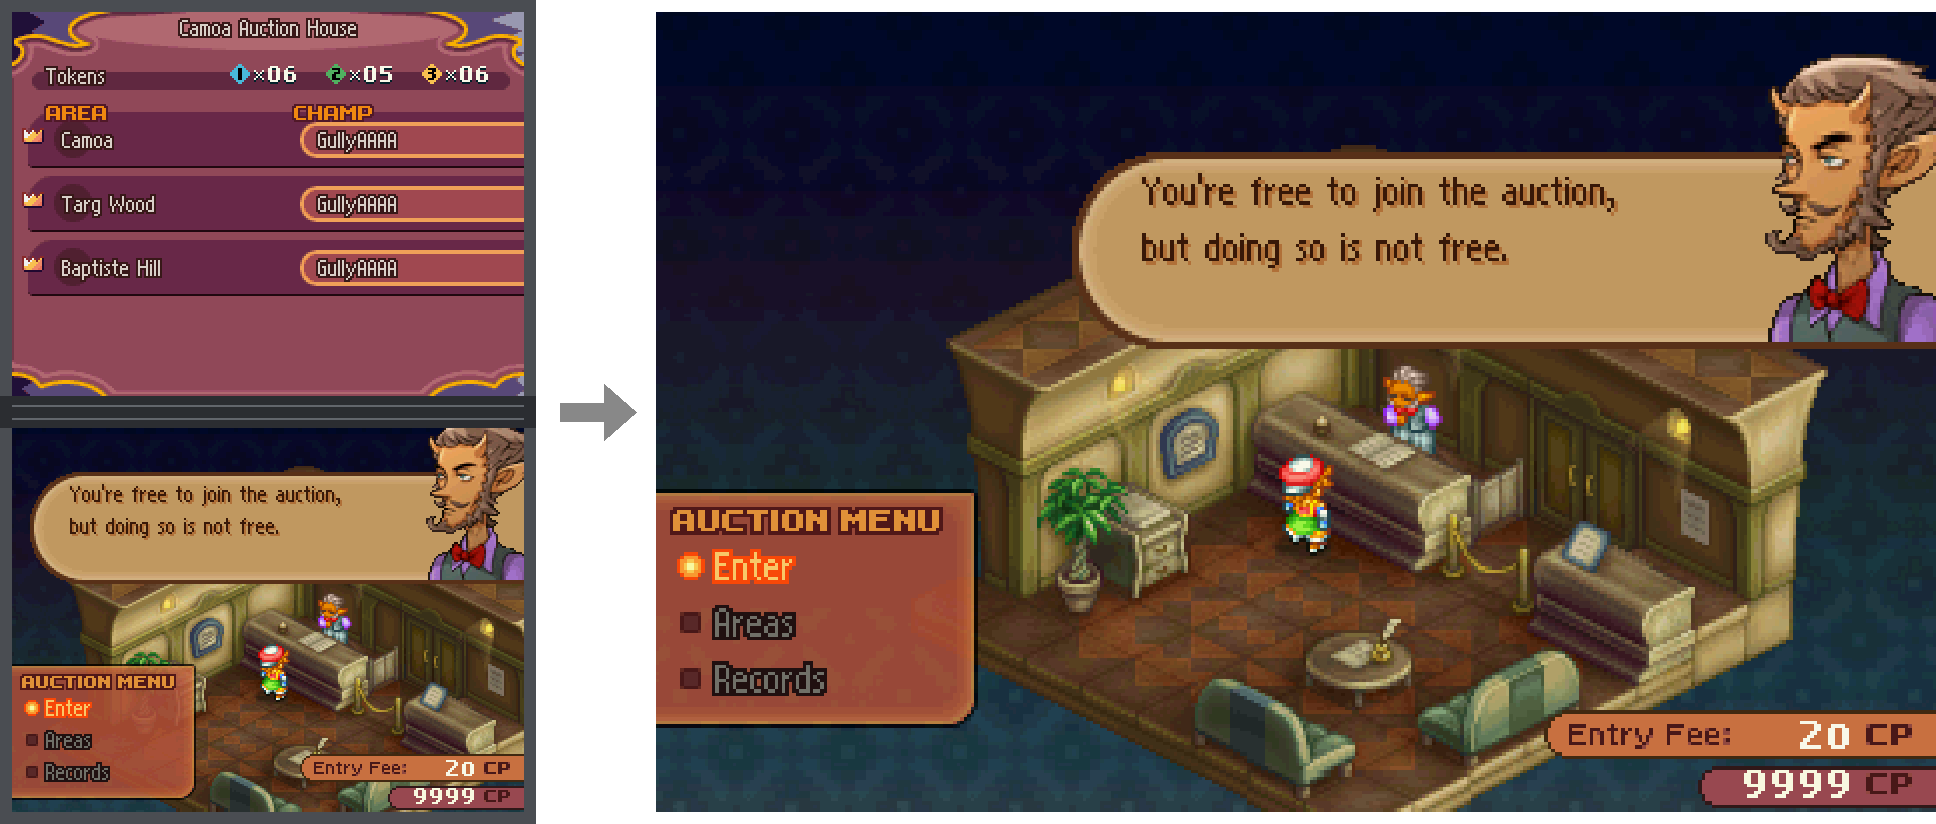 Camoa Auction House
Tokens 1×06 2×05 3×06
AREA CHAMP
Camoa GullyAAAA
Targ Wood GullyAAAA
Baptiste Hill GullyAAAA
You're free to join the auction,
but doing so is not free.
AUCTION MENU
Enter
Areas
Records
Entry Fee: 20 CP
9999 CP
You're free to join the auction,
but doing so is not free.
AUCTION MENU
Enter
Areas
Records
Entry Fee: 20 CP
9999 CP